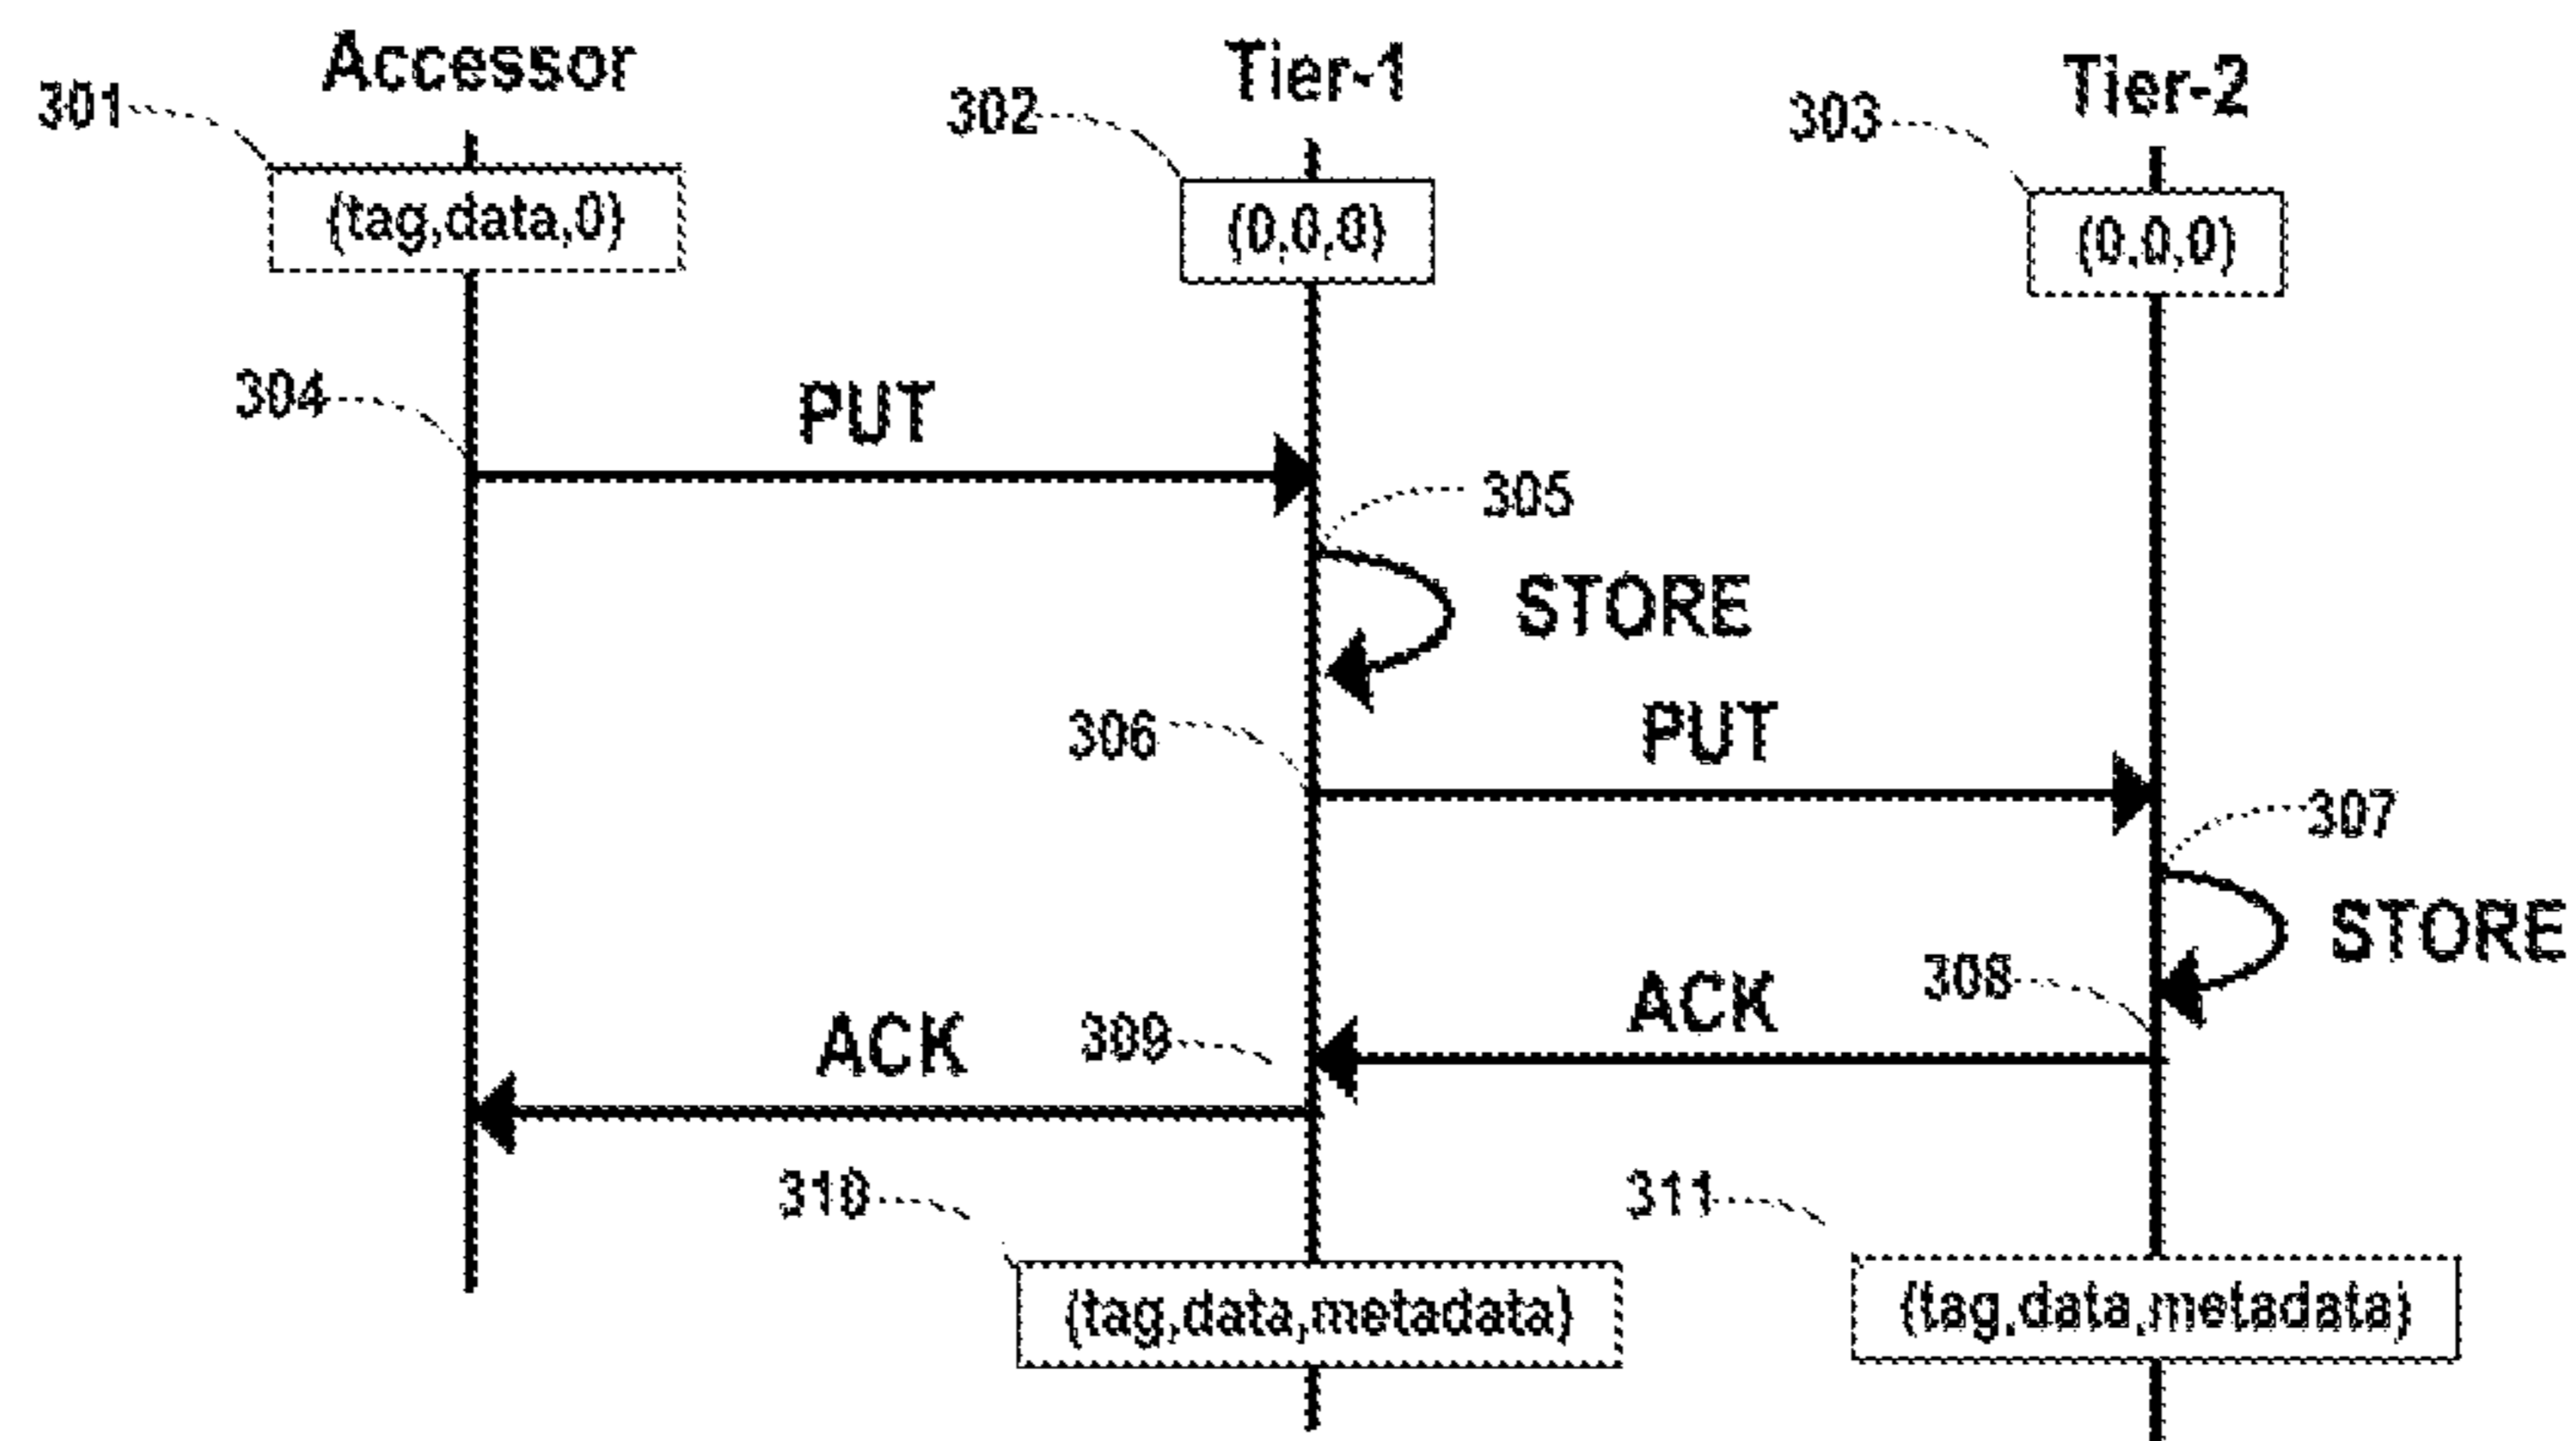 Accessor
Tier-1
Tier-2
301
302
303
(tag,data,0)
(0,0,0)
(0,0,0)
304
PUT
305
STORE
306
PUT
307
STORE
308
ACK
309
ACK
310
311
(tag,data,metadata)
(tag,data,metadata)